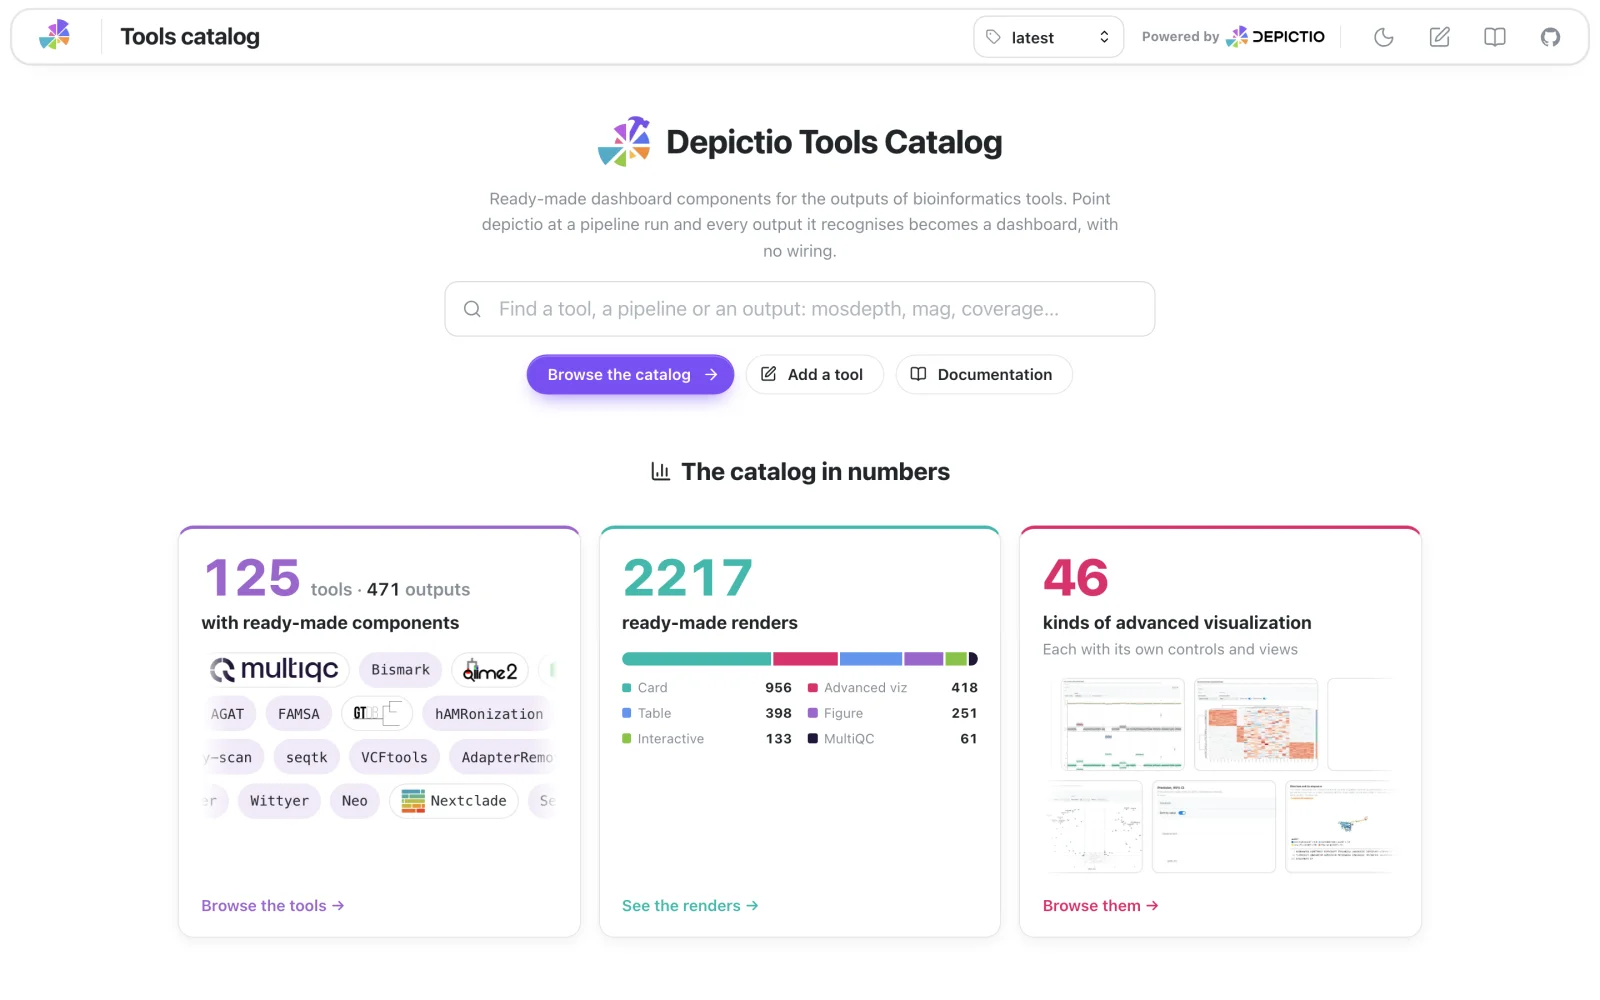 Tools catalog
latest
Powered by DEPICTIO
Depictio Tools Catalog
Ready-made dashboard components for the outputs of bioinformatics tools. Point
depictio at a pipeline run and every output it recognises becomes a dashboard, with
no wiring.
Find a tool, a pipeline or an output: mosdepth, mag, coverage...
Browse the catalog →
Add a tool
Documentation
The catalog in numbers
125 tools · 471 outputs
with ready-made components
multiqc Bismark qiime2
AGAT FAMSA GTDB hAMRonization
y-scan seqtk VCFtools AdapterRemo
er Wittyer Neo Nextclade Se
Browse the tools →
2217
ready-made renders
Card 956 Advanced viz 418
Table 398 Figure 251
Interactive 133 MultiQC 61
See the renders →
46
kinds of advanced visualization
Each with its own controls and views
Browse them →